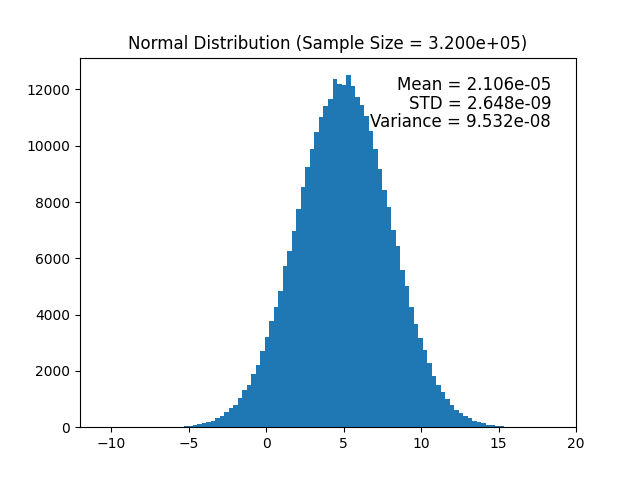 Normal Distribution (Sample Size = 3.200e+05)
Mean = 2.106e-05
STD = 2.648e-09
Variance = 9.532e-08
12000
10000
8000
6000
4000
2000
0
−10 −5 0 5 10 15 20